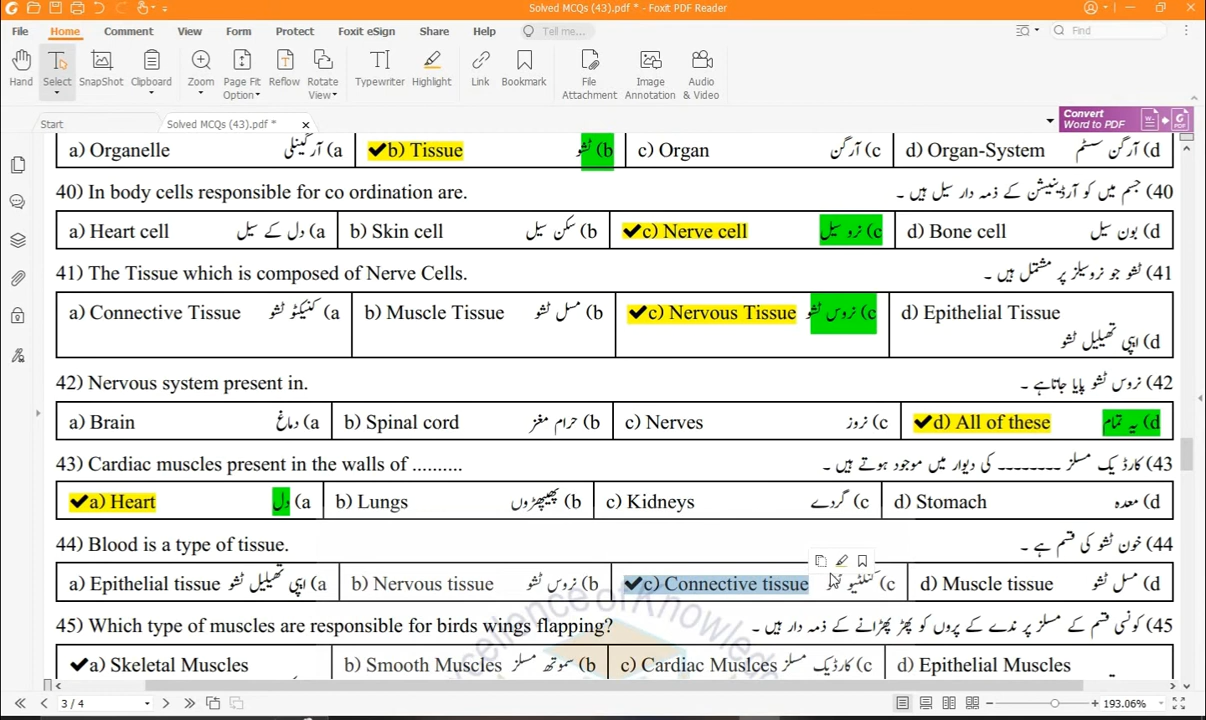 Solved MCQs (43).pdf * - Foxit PDF Reader
File Home Comment View Form Protect Foxit eSign Share Help Tell me... Find
Hand Select SnapShot Clipboard Zoom Page Fit Option Reflow Rotate View Typewriter Highlight Link Bookmark File Attachment Image Annotation Audio & Video
Start Solved MCQs (43).pdf * x Convert Word to PDF
a) Organelle آرگنیلی (a ✔b) Tissue ٹشو (b c) Organ آرگن (c d) Organ-System آرگن سسٹم (d
40) In body cells responsible for co ordination are. 40) جسم میں کو آرڈینیشن کے ذمہ دار سیل ہیں ۔
a) Heart cell دل کے سیل (a b) Skin cell سکن سیل (b ✔c) Nerve cell نرو سیل (c d) Bone cell بون سیل (d
41) The Tissue which is composed of Nerve Cells. 41) ٹشو جو نروسیلز پر مشتمل ہیں ۔
a) Connective Tissue کنیکٹو ٹشو (a b) Muscle Tissue مسل ٹشو (b ✔c) Nervous Tissue نروس ٹشو (c d) Epithelial Tissue
اپی تھیلیل ٹشو (d
42) Nervous system present in. 42) نروس ٹشو پایا جاتاہے ۔
a) Brain دماغ (a b) Spinal cord حرام مغز (b c) Nerves نروز (c ✔d) All of these یہ تمام (d
43) Cardiac muscles present in the walls of .......... 43) کارڈیک مسلز ________ کی دیوار میں موجود ہوتے ہیں ۔
✔a) Heart دل (a b) Lungs پھیپھڑوں (b c) Kidneys گردے (c d) Stomach معدہ (d
44) Blood is a type of tissue. 44) خون ٹشو کی قسم ہے ۔
a) Epithelial tissue اپی تھیلیل ٹشو (a b) Nervous tissue نروس ٹشو (b ✔c) Connective tissue (c d) Muscle tissue مسل ٹشو (d
45) Which type of muscles are responsible for birds wings flapping? 45) کونسی قسم کے مسلز پر ندے کے پروں کو پھڑ پھڑانے کے ذمہ دار ہیں ۔
✔a) Skeletal Muscles b) Smooth Muscles سموتھ مسلز (b c) Cardiac Muslces کارڈیک مسلز (c d) Epithelial Muscles
3 / 4 193.06%